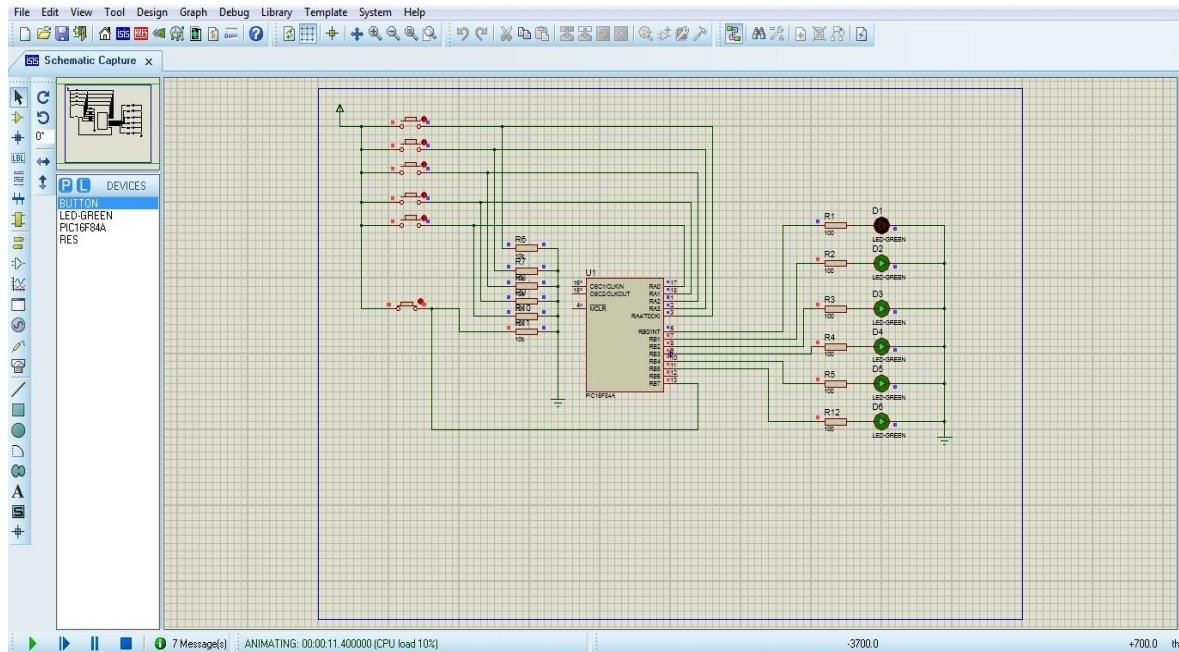 File Edit View Tool Design Graph Debug Library Template System Help
Schematic Capture
0°
LBL
P L DEVICES
BUTTON
LED-GREEN
PIC16F84A
RES
A
S
R6
10k
R7
10k
U1
OSC1/CLKIN
OSC2/CLKOUT
MCLR
RA0
RA1
RA2
RA3
RA4/T0CKI
RB0/INT
RB1
RB2
RB3
RB4
RB5
RB6
RB7
PIC16F84A
R1
100
D1
LED-GREEN
R2
100
D2
LED-GREEN
R3
100
D3
LED-GREEN
R4
100
D4
LED-GREEN
R5
100
D5
LED-GREEN
R12
100
D6
LED-GREEN
7 Message(s) ANIMATING: 00:00:11.400000 (CPU load 10%) -3700.0 +700.0 th